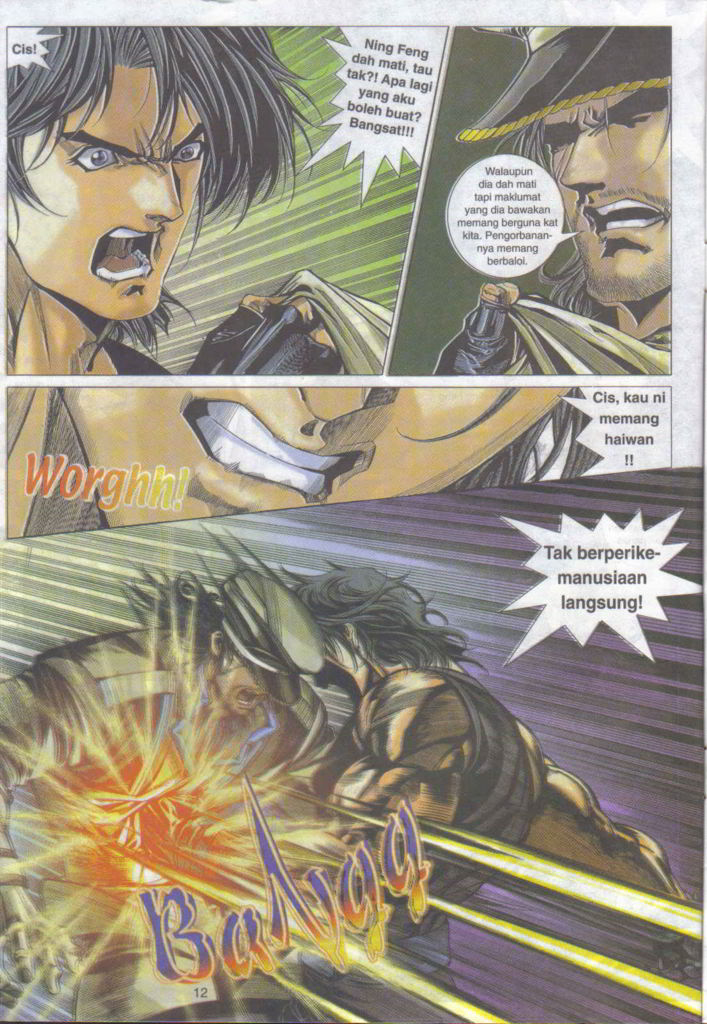 Cis!
Ning Feng
dah mati, tau
tak?! Apa lagi
yang aku
boleh buat?
Bangsat!!!
Walaupun
dia dah mati
tapi maklumat
yang dia bawakan
memang berguna kat
kita. Pengorbanan-
nya memang
berbaloi.
Cis, kau ni
memang
haiwan
!!
Worghh!
Tak berperike-
manusiaan
langsung!
BaNgg
12